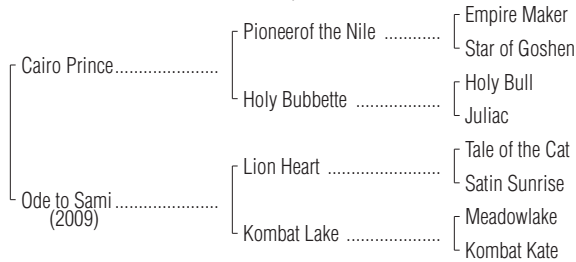 Empire Maker
Pioneerof the Nile ............
Star of Goshen
Cairo Prince.......................
Holy Bull
Holy Bubbette ...................
Juliac
Tale of the Cat
Lion Heart ......................
Satin Sunrise
Ode to Sami.......................
(2009)
Meadowlake
Kombat Lake .....................
Kombat Kate